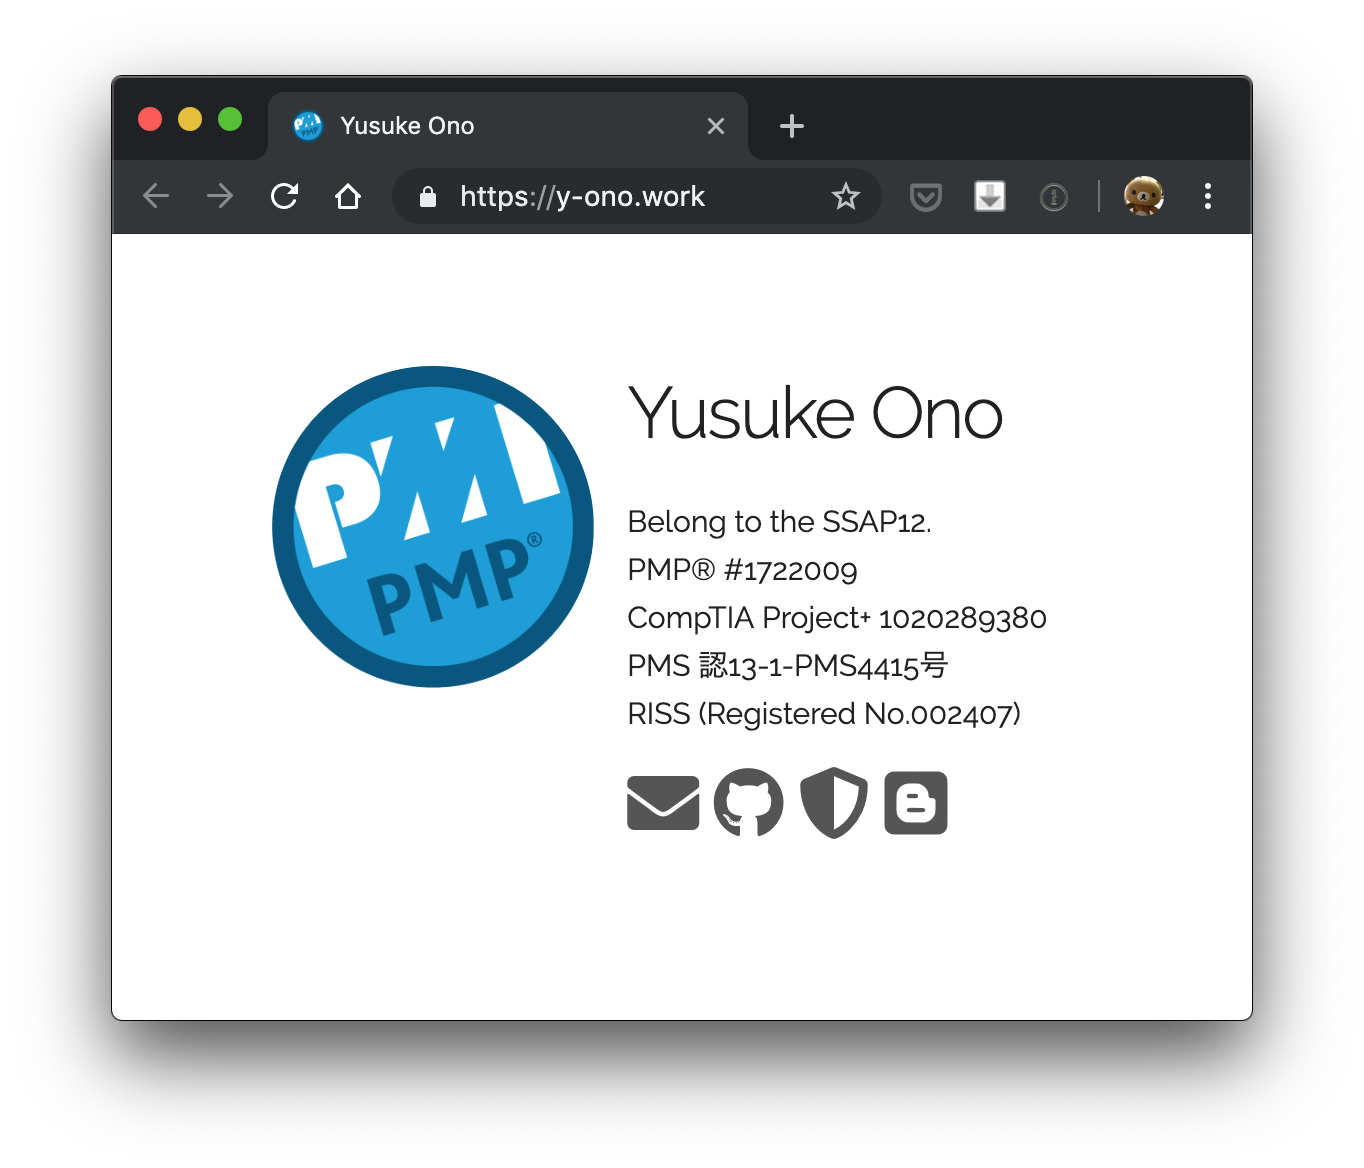 Yusuke Ono
https://y-ono.work
PMI
PMP®
Yusuke Ono
Belong to the SSAP12.
PMP® #1722009
CompTIA Project+ 1020289380
PMS 認13-1-PMS4415号
RISS (Registered No.002407)